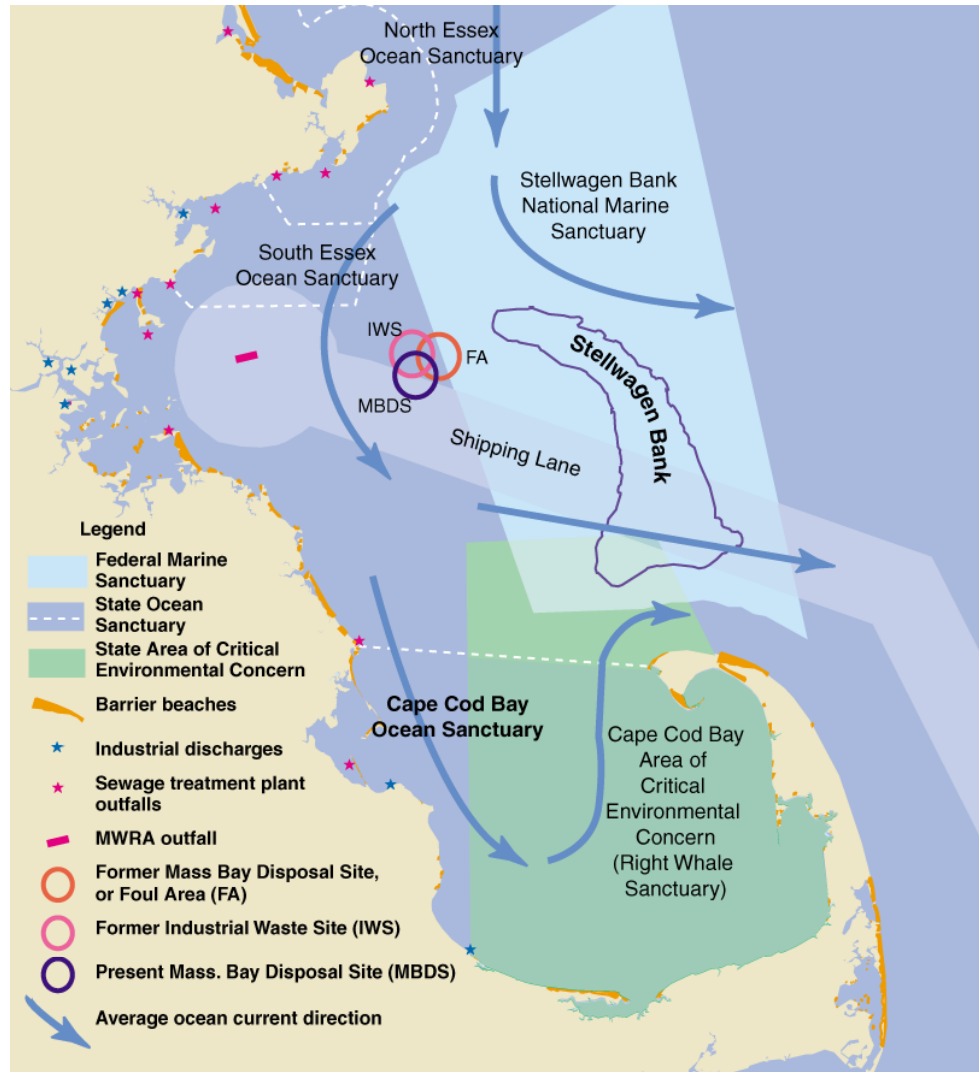 North Essex
Ocean Sanctuary
Stellwagen Bank
National Marine
Sanctuary
South Essex
Ocean Sanctuary
IWS
FA
MBDS
Stellwagen Bank
Shipping Lane
Legend
Federal Marine
Sanctuary
State Ocean
Sanctuary
State Area of Critical
Environmental Concern
Barrier beaches
Industrial discharges
Sewage treatment plant
outfalls
MWRA outfall
Former Mass Bay Disposal Site,
or Foul Area (FA)
Former Industrial Waste Site (IWS)
Present Mass. Bay Disposal Site (MBDS)
Average ocean current direction
Cape Cod Bay
Ocean Sanctuary
Cape Cod Bay
Area of
Critical
Environmental
Concern
(Right Whale
Sanctuary)